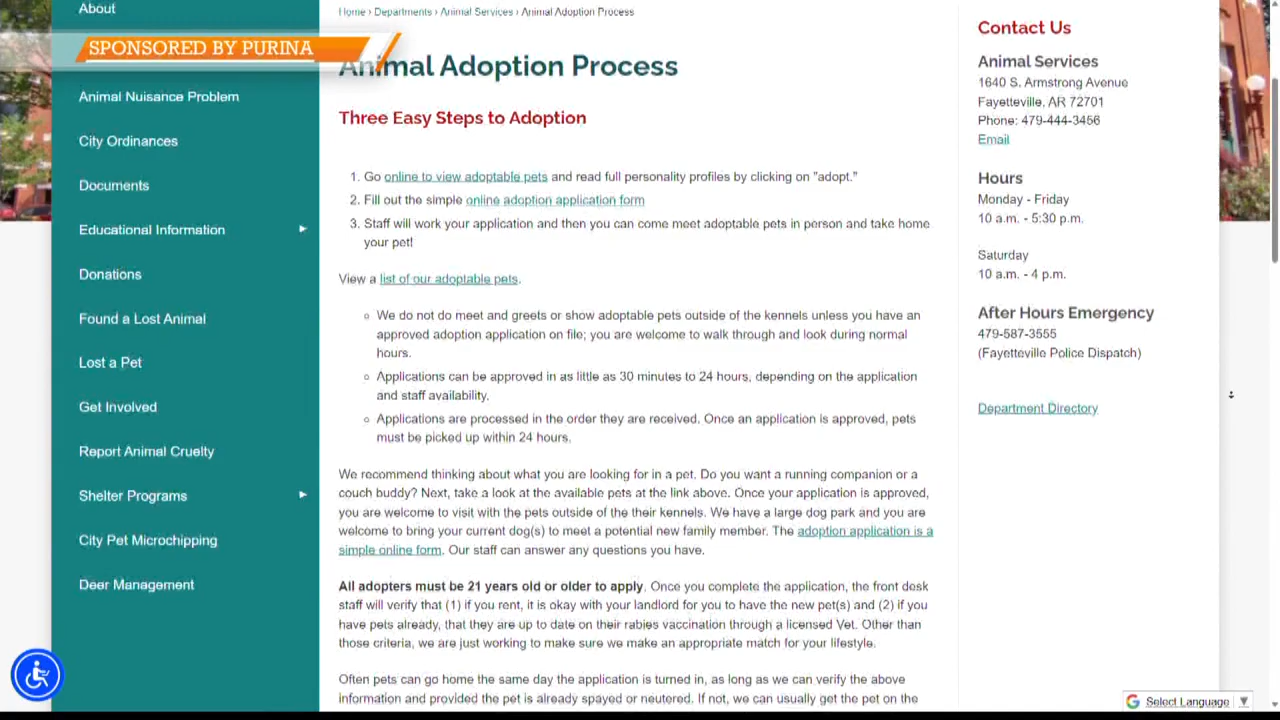 About
SPONSORED BY PURINA
Animal Nuisance Problem
City Ordinances
Documents
Educational Information
Donations
Found a Lost Animal
Lost a Pet
Get Involved
Report Animal Cruelty
Shelter Programs
City Pet Microchipping
Deer Management
Home › Departments › Animal Services › Animal Adoption Process
Animal Adoption Process
Three Easy Steps to Adoption
1. Go online to view adoptable pets and read full personality profiles by clicking on "adopt."
2. Fill out the simple online adoption application form
3. Staff will work your application and then you can come meet adoptable pets in person and take home
your pet!
View a list of our adoptable pets.
We do not do meet and greets or show adoptable pets outside of the kennels unless you have an
approved adoption application on file; you are welcome to walk through and look during normal
hours.
Applications can be approved in as little as 30 minutes to 24 hours, depending on the application
and staff availability.
Applications are processed in the order they are received. Once an application is approved, pets
must be picked up within 24 hours.
We recommend thinking about what you are looking for in a pet. Do you want a running companion or a
couch buddy? Next, take a look at the available pets at the link above. Once your application is approved,
you are welcome to visit with the pets outside of the their kennels. We have a large dog park and you are
welcome to bring your current dog(s) to meet a potential new family member. The adoption application is a
simple online form. Our staff can answer any questions you have.
All adopters must be 21 years old or older to apply. Once you complete the application, the front desk
staff will verify that (1) if you rent, it is okay with your landlord for you to have the new pet(s) and (2) if you
have pets already, that they are up to date on their rabies vaccination through a licensed Vet. Other than
those criteria, we are just working to make sure we make an appropriate match for your lifestyle.
Often pets can go home the same day the application is turned in, as long as we can verify the above
information and provided the pet is already spayed or neutered. If not, we can usually get the pet on the
Contact Us
Animal Services
1640 S. Armstrong Avenue
Fayetteville, AR 72701
Phone: 479-444-3456
Email
Hours
Monday - Friday
10 a.m. - 5:30 p.m.
Saturday
10 a.m. - 4 p.m.
After Hours Emergency
479-587-3555
(Fayetteville Police Dispatch)
Department Directory
Select Language